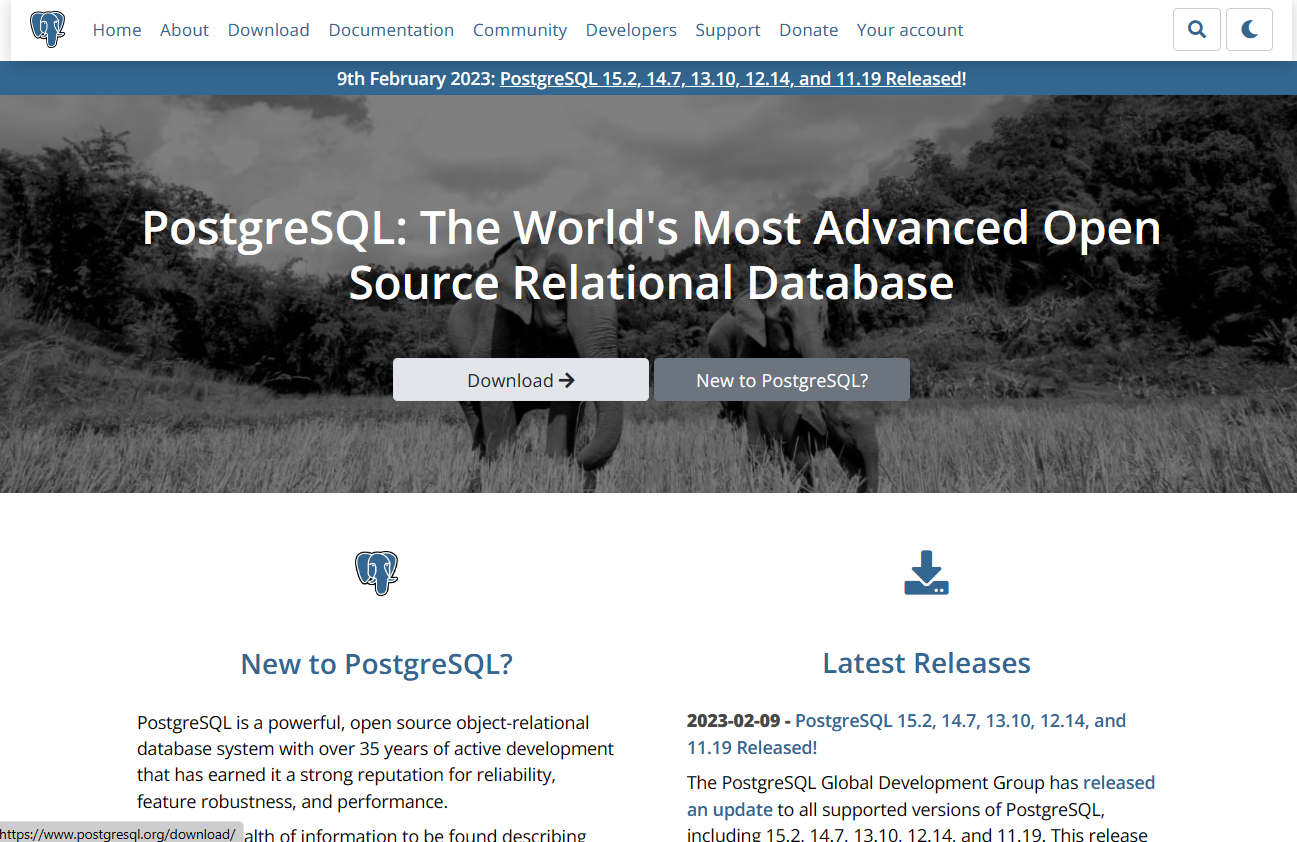 Home About Download Documentation Community Developers Support Donate Your account
9th February 2023: PostgreSQL 15.2, 14.7, 13.10, 12.14, and 11.19 Released!
PostgreSQL: The World's Most Advanced Open
Source Relational Database
Download
New to PostgreSQL?
New to PostgreSQL?
PostgreSQL is a powerful, open source object-relational
database system with over 35 years of active development
that has earned it a strong reputation for reliability,
feature robustness, and performance.
alth of information to be found describing
Latest Releases
2023-02-09 - PostgreSQL 15.2, 14.7, 13.10, 12.14, and
11.19 Released!
The PostgreSQL Global Development Group has released
an update to all supported versions of PostgreSQL,
including 15.2, 14.7, 13.10, 12.14, and 11.19. This release
https://www.postgresql.org/download/